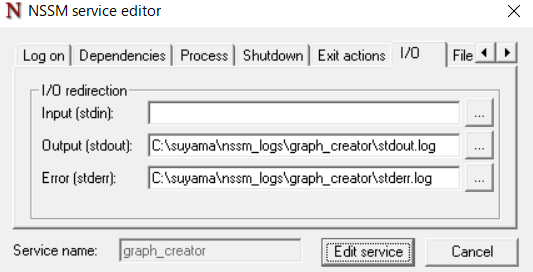 NSSM service editor
Log on Dependencies Process Shutdown Exit actions I/O File
I/O redirection
Input (stdin):
...
Output (stdout): C:\suyama\nssm_logs\graph_creator\stdout.log ...
Error (stderr): C:\suyama\nssm_logs\graph_creator\stderr.log ...
Service name: graph_creator Edit service Cancel